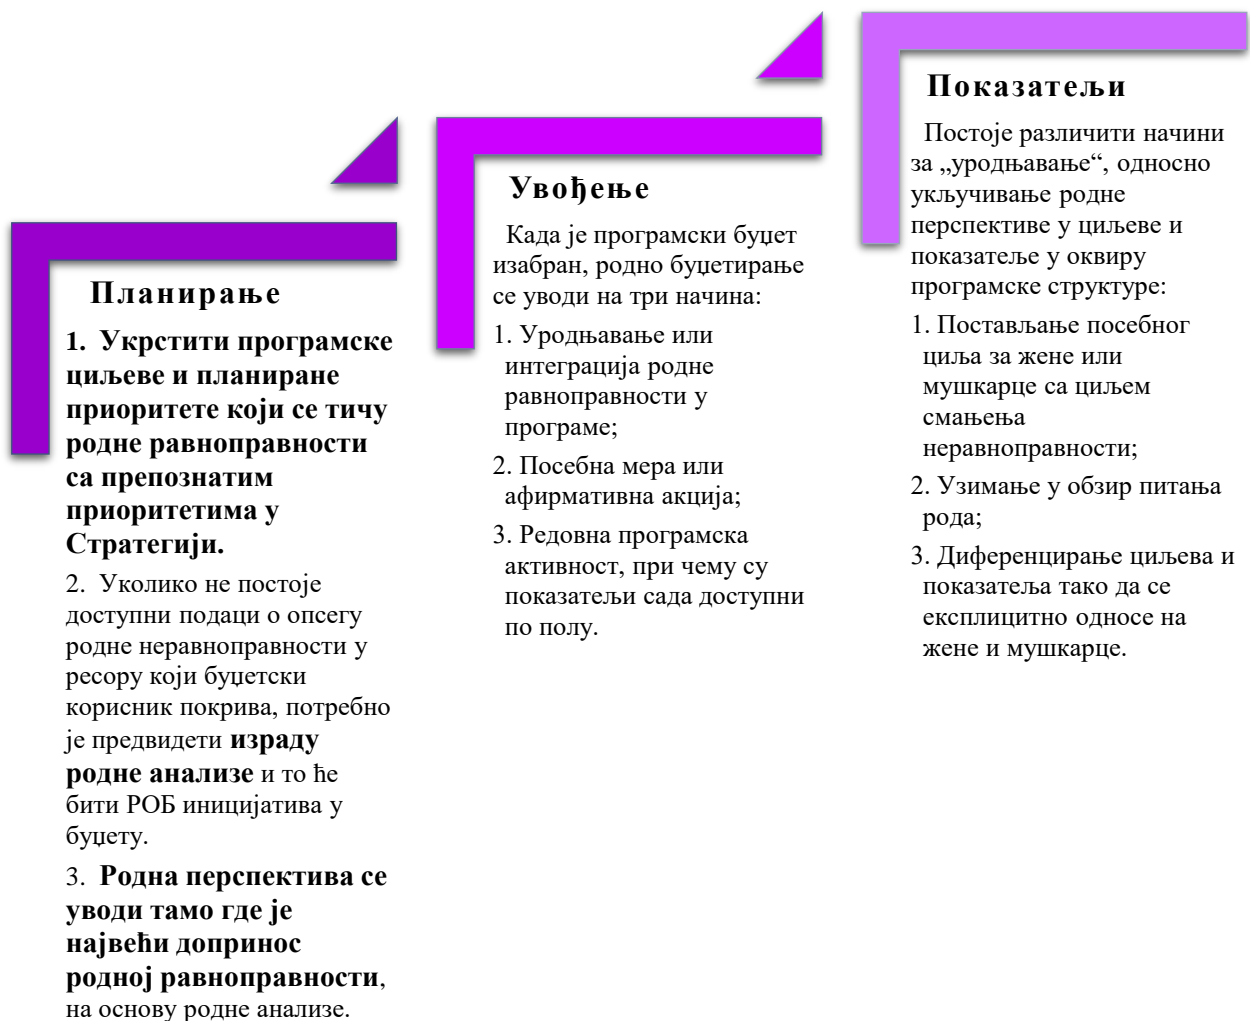 Планирање
1. Укрстити програмске
циљеве и планиране
приоритете који се тичу
родне равноправности
са препознатим
приоритетима у
Стратегији.
2. Уколико не постоје
доступни подаци о опсегу
родне неравноправности у
ресору који буџетски
корисник покрива, потребно
је предвидети израду
родне анализе и то ће
бити РОБ иницијатива у
буџету.
3. Родна перспектива се
уводи тамо где је
највећи допринос
родној равноправности,
на основу родне анализе.
Увођење
Када је програмски буџет
изабран, родно буџетирање
се уводи на три начина:
1. Уродњавање или
интеграција родне
равноправности у
програме;
2. Посебна мера или
афирмативна акција;
3. Редовна програмска
активност, при чему су
показатељи сада доступни
по полу.
Показатељи
Постоје различити начини
за „уродњавање“, односно
укључивање родне
перспективе у циљеве и
показатеље у оквиру
програмске структуре:
1. Постављање посебног
циља за жене или
мушкарце са циљем
смањења
неравноправности;
2. Узимање у обзир питања
рода;
3. Диференцирање циљева и
показатеља тако да се
експлицитно односе на
жене и мушкарце.